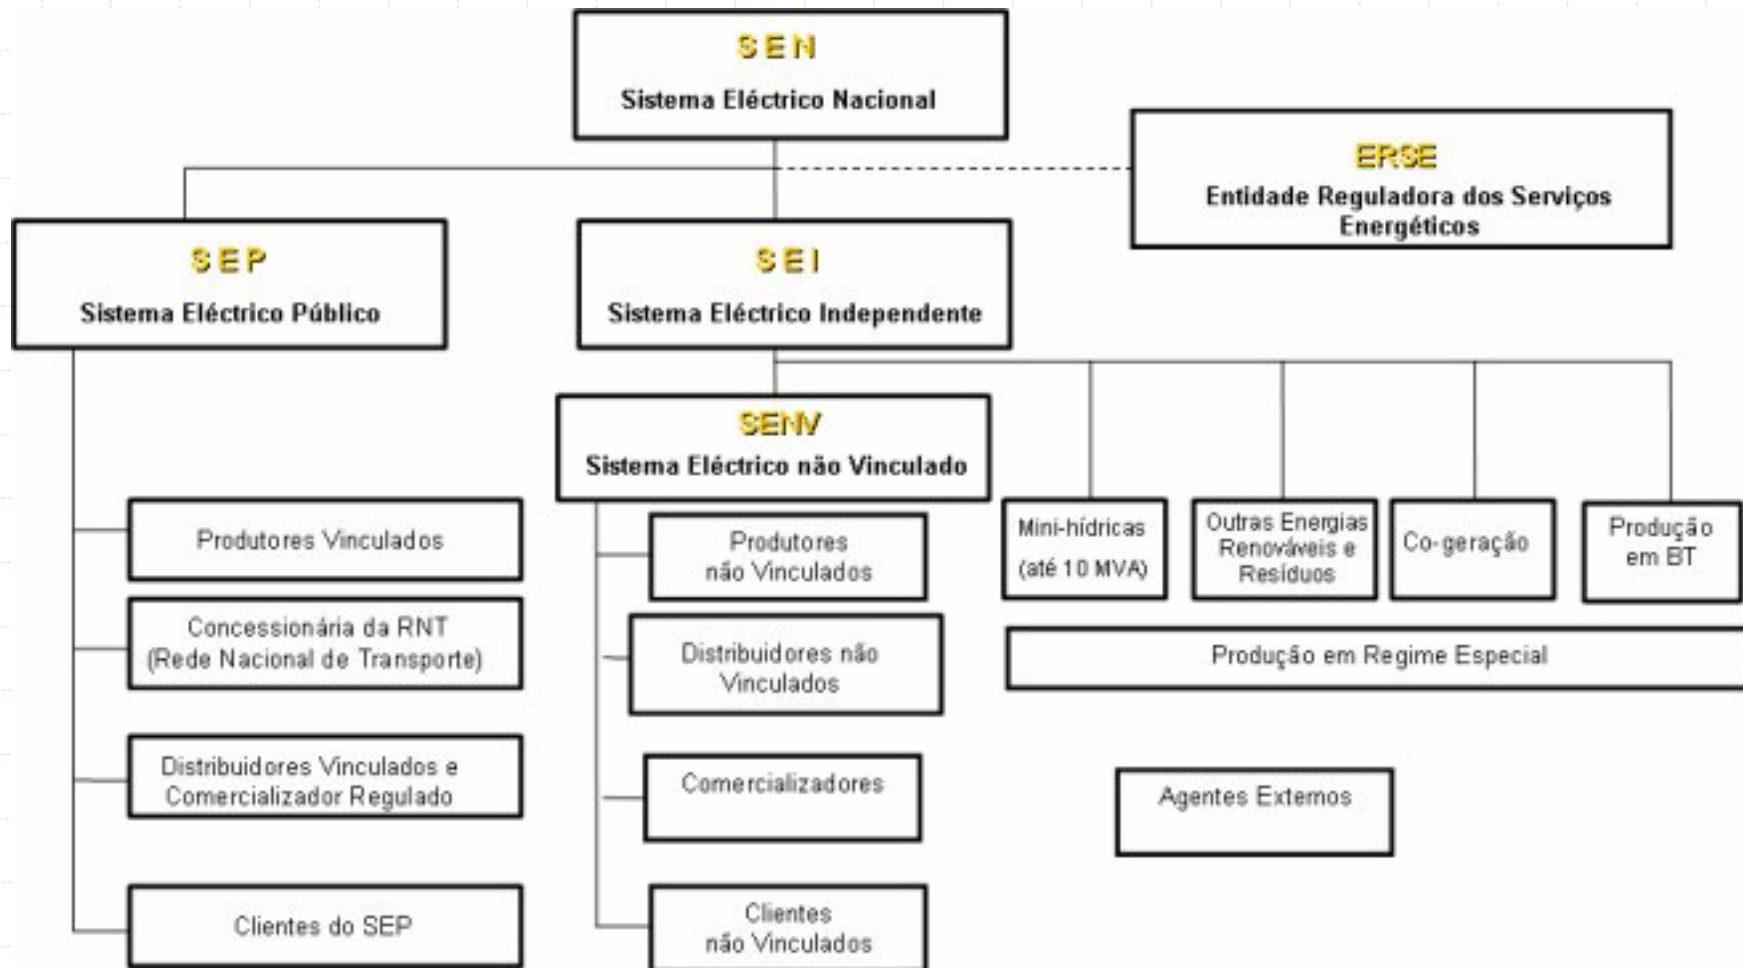 SEN
Sistema Eléctrico Nacional
ERSE
Entidade Reguladora dos Serviços
Energéticos
SEP
Sistema Eléctrico Público
SEI
Sistema Eléctrico Independente
SENV
Sistema Eléctrico não Vinculado
Produtores Vinculados
Concessionária da RNT
(Rede Nacional de Transporte)
Distribuidores Vinculados e
Comercializador Regulado
Clientes do SEP
Produtores
não Vinculados
Distribuidores não
Vinculados
Comercializadores
Clientes
não Vinculados
Mini-hídricas
(até 10 MVA)
Outras Energias
Renováveis e
Resíduos
Co-geração
Produção
em BT
Produção em Regime Especial
Agentes Externos